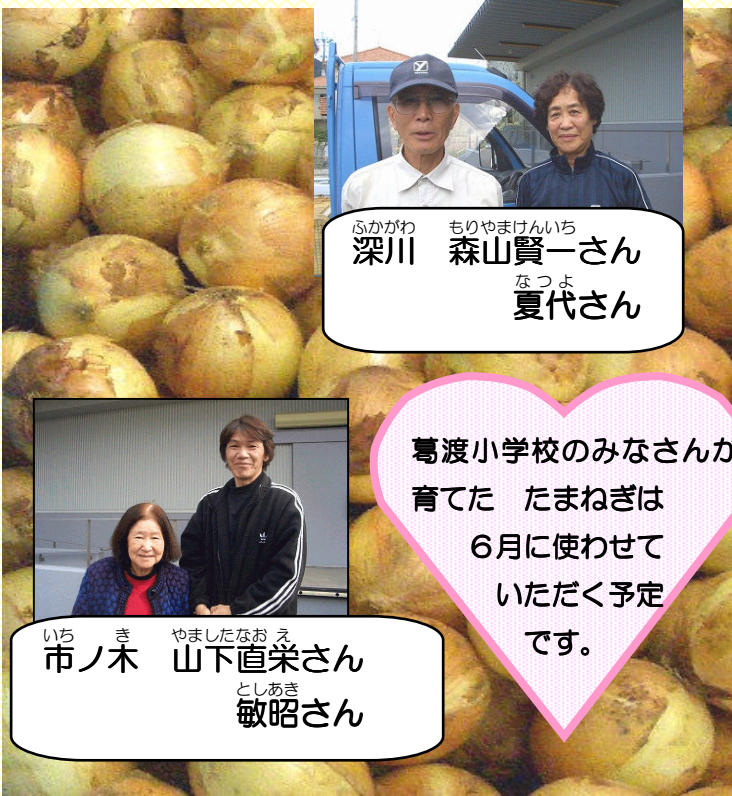 ふかがわ もりやまけんいち
深川 森山賢一さん
なつよ
夏代さん
葛渡小学校のみなさんが
育てた たまねぎは
６月に使わせて
いただく予定
です。
いち き やましたなおえ
市ノ木 山下直栄さん
としあき
敏昭さん